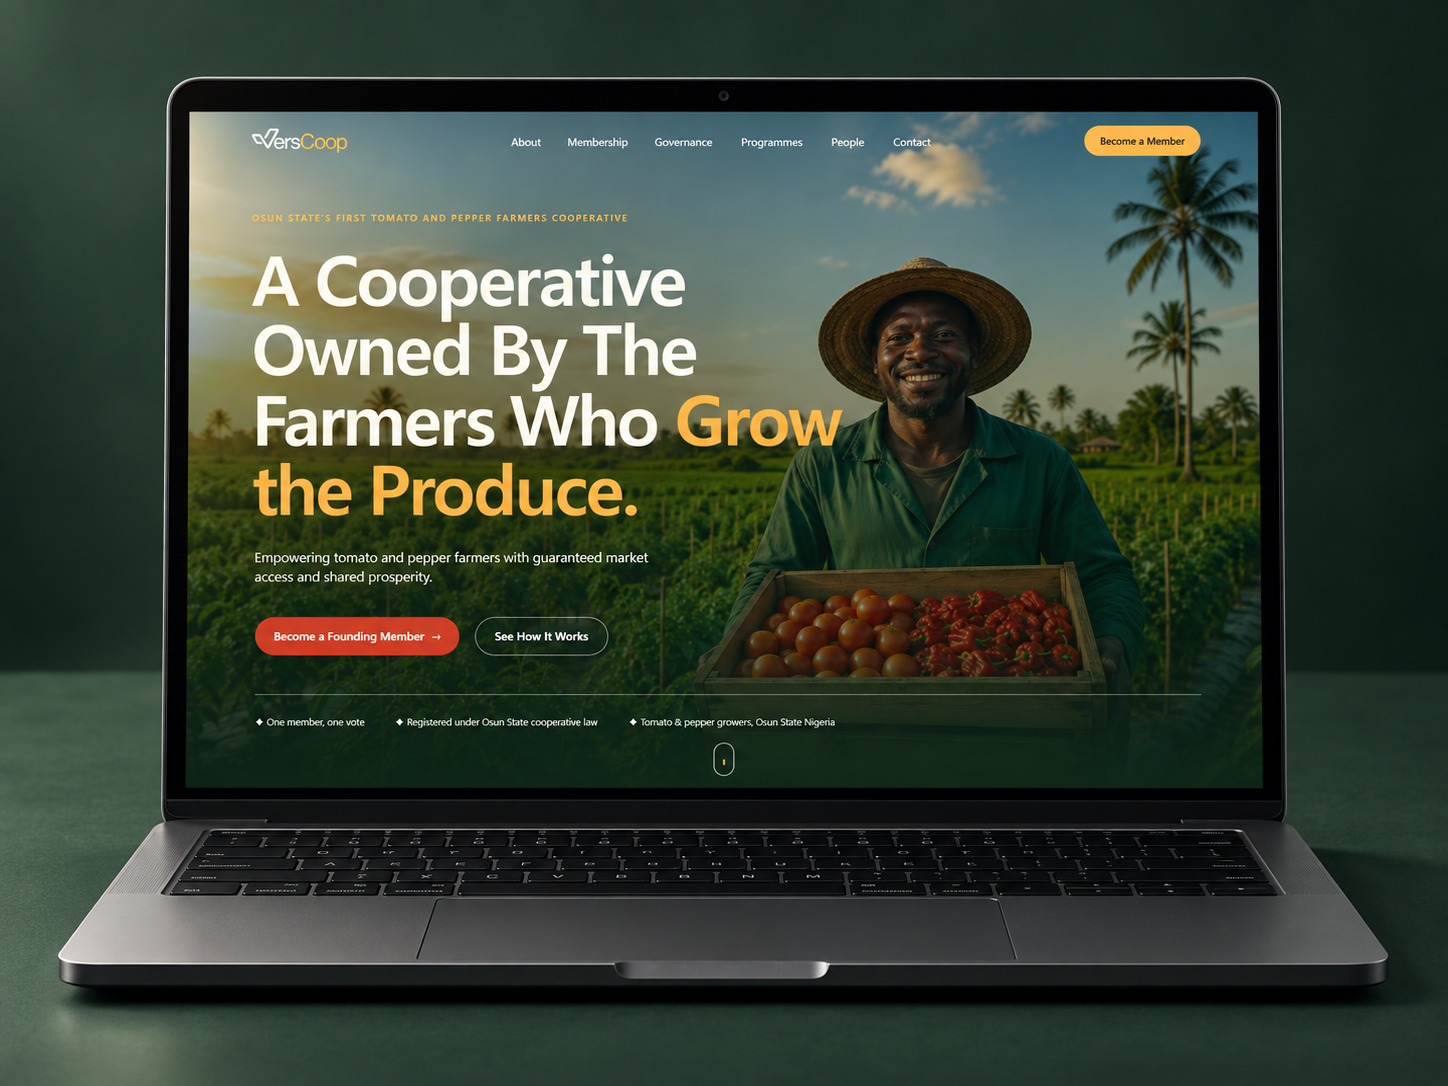 VersCoop
About Membership Governance Programmes People Contact
Become a Member
OSUN STATE'S FIRST TOMATO AND PEPPER FARMERS COOPERATIVE
A Cooperative
Owned By The
Farmers Who Grow
the Produce.
Empowering tomato and pepper farmers with guaranteed market
access and shared prosperity.
Become a Founding Member →
See How It Works
One member, one vote
Registered under Osun State cooperative law
Tomato & pepper growers, Osun State Nigeria